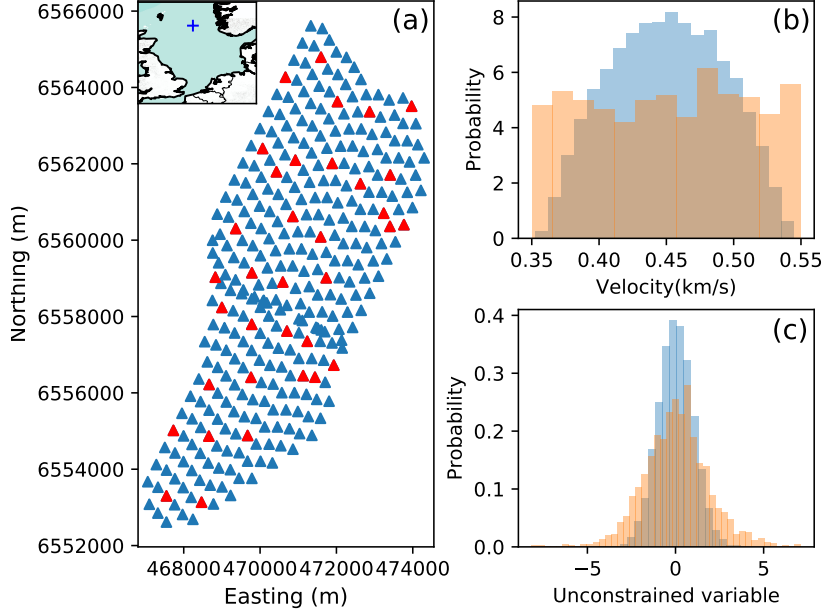 (a)
6566000
6564000
6562000
6560000
6558000
6556000
6554000
6552000
Northing (m)
468000 470000 472000 474000
Easting (m)
(b)
8
6
4
2
0
Probability
0.35 0.40 0.45 0.50 0.55
Velocity(km/s)
(c)
0.4
0.3
0.2
0.1
0.0
Probability
−5 0 5
Unconstrained variable